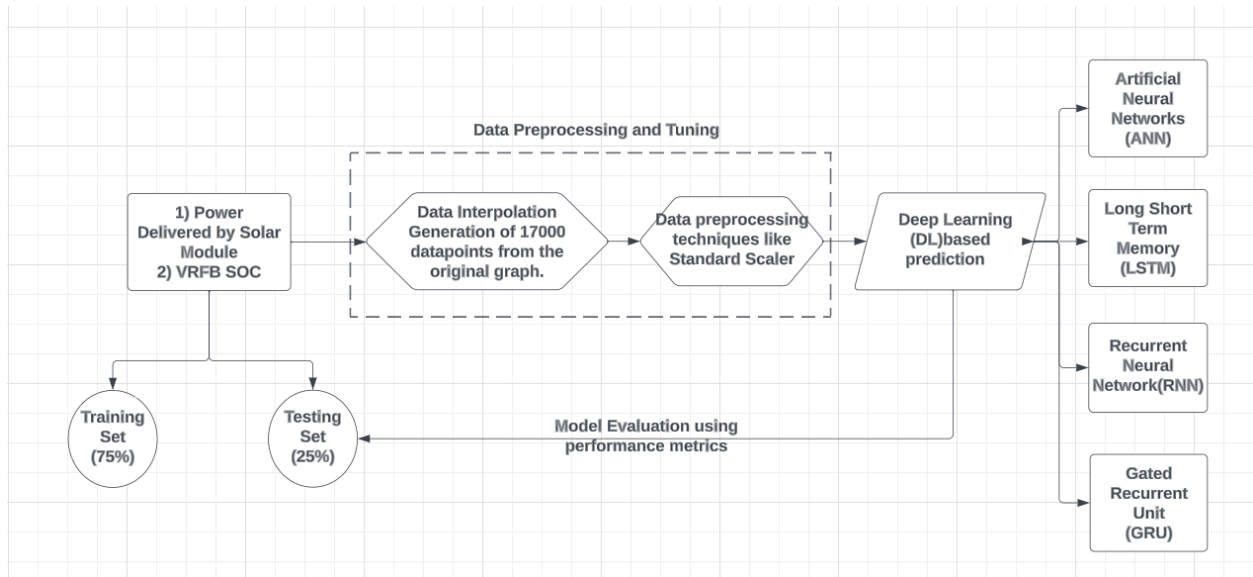 Data Preprocessing and Tuning
1) Power
Delivered by Solar
Module
2) VRFB SOC
Data Interpolation
Generation of 17000
datapoints from the
original graph.
Data preprocessing
techniques like
Standard Scaler
Deep Learning
(DL)based
prediction
Artificial
Neural
Networks
(ANN)
Long Short
Term
Memory
(LSTM)
Recurrent
Neural
Network(RNN)
Gated
Recurrent
Unit
(GRU)
Training
Set
(75%)
Testing
Set
(25%)
Model Evaluation using
performance metrics